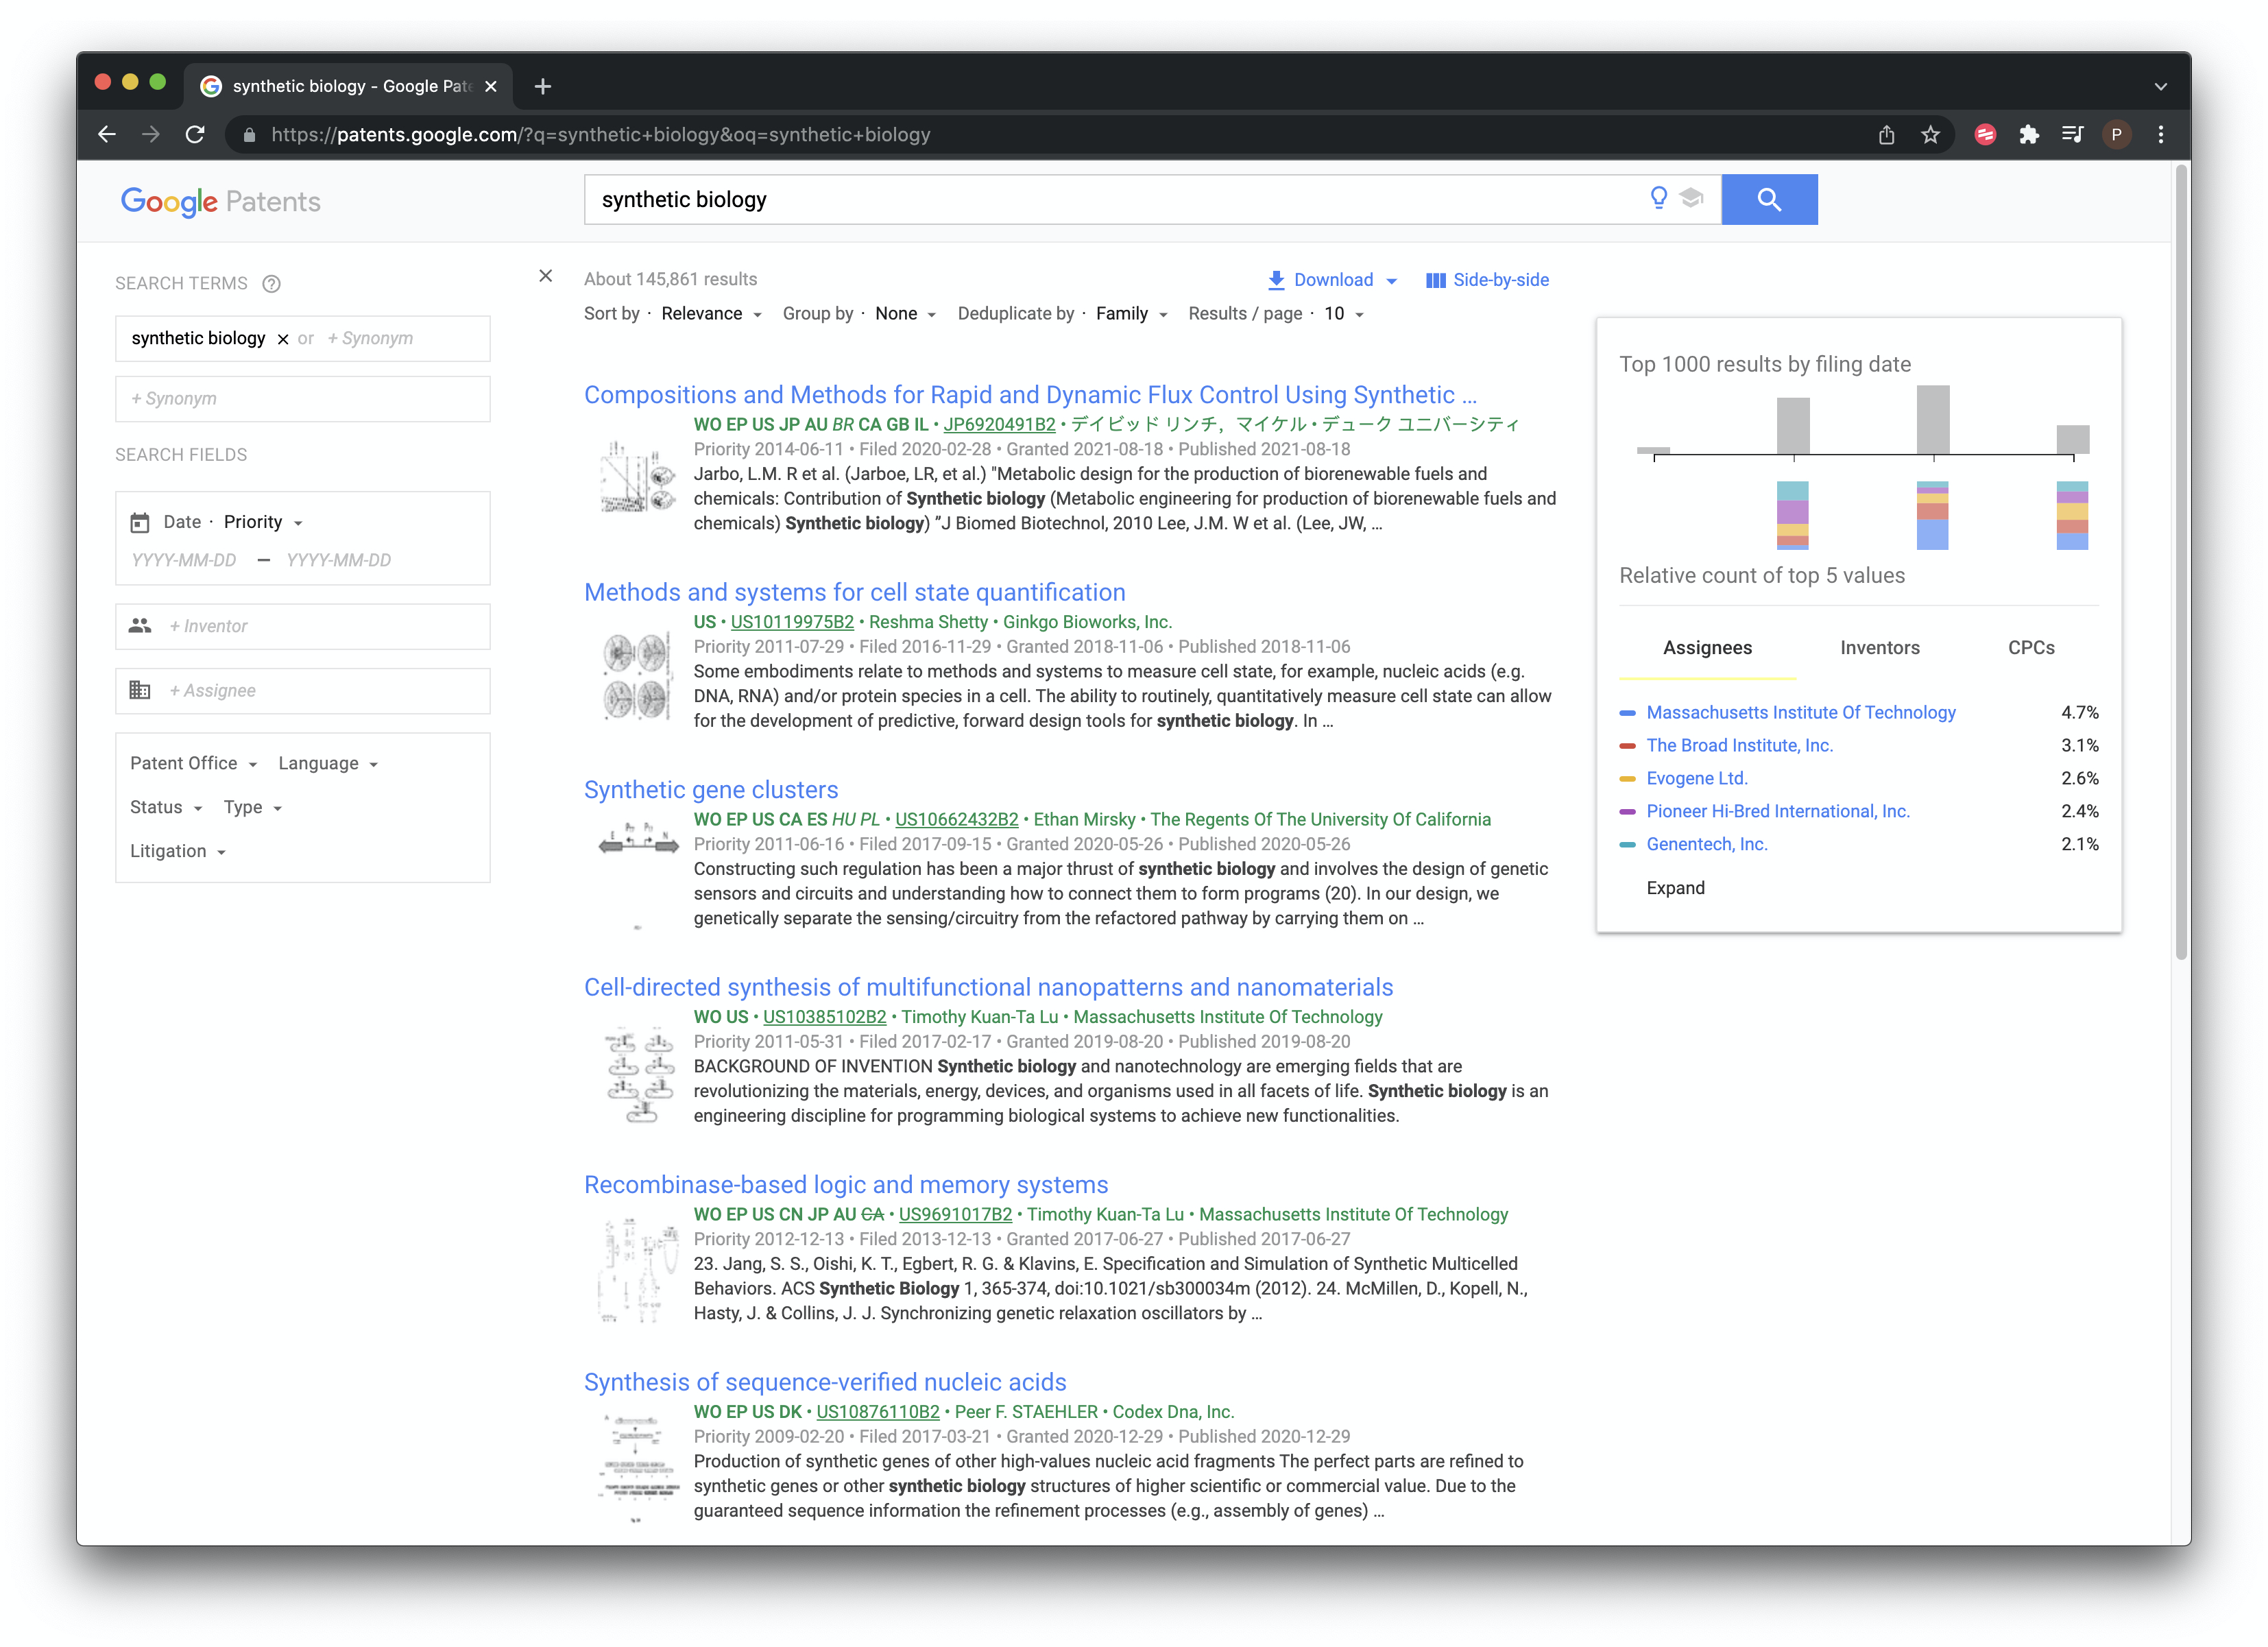 synthetic biology - Google Pate
https://patents.google.com/?q=synthetic+biology&oq=synthetic+biology
P
Google Patents
synthetic biology
SEARCH TERMS
synthetic biology × or + Synonym
+ Synonym
SEARCH FIELDS
Date · Priority
YYYY-MM-DD — YYYY-MM-DD
+ Inventor
+ Assignee
Patent Office Language
Status Type
Litigation
About 145,861 results
Download Side-by-side
Sort by · Relevance Group by · None Deduplicate by · Family Results / page · 10
Compositions and Methods for Rapid and Dynamic Flux Control Using Synthetic ...
WO EP US JP AU BR CA GB IL • JP6920491B2 • デイビッド リンチ，マイケル • デューク ユニバーシティ
Priority 2014-06-11 • Filed 2020-02-28 • Granted 2021-08-18 • Published 2021-08-18
Jarbo, L.M. R et al. (Jarboe, LR, et al.) "Metabolic design for the production of biorenewable fuels and
chemicals: Contribution of Synthetic biology (Metabolic engineering for production of biorenewable fuels and
chemicals) Synthetic biology) ”J Biomed Biotechnol, 2010 Lee, J.M. W et al. (Lee, JW, ...
Methods and systems for cell state quantification
US • US10119975B2 • Reshma Shetty • Ginkgo Bioworks, Inc.
Priority 2011-07-29 • Filed 2016-11-29 • Granted 2018-11-06 • Published 2018-11-06
Some embodiments relate to methods and systems to measure cell state, for example, nucleic acids (e.g.
DNA, RNA) and/or protein species in a cell. The ability to routinely, quantitatively measure cell state can allow
for the development of predictive, forward design tools for synthetic biology. In ...
Synthetic gene clusters
WO EP US CA ES HU PL • US10662432B2 • Ethan Mirsky • The Regents Of The University Of California
Priority 2011-06-16 • Filed 2017-09-15 • Granted 2020-05-26 • Published 2020-05-26
Constructing such regulation has been a major thrust of synthetic biology and involves the design of genetic
sensors and circuits and understanding how to connect them to form programs (20). In our design, we
genetically separate the sensing/circuitry from the refactored pathway by carrying them on ...
Cell-directed synthesis of multifunctional nanopatterns and nanomaterials
WO US • US10385102B2 • Timothy Kuan-Ta Lu • Massachusetts Institute Of Technology
Priority 2011-05-31 • Filed 2017-02-17 • Granted 2019-08-20 • Published 2019-08-20
BACKGROUND OF INVENTION Synthetic biology and nanotechnology are emerging fields that are
revolutionizing the materials, energy, devices, and organisms used in all facets of life. Synthetic biology is an
engineering discipline for programming biological systems to achieve new functionalities.
Recombinase-based logic and memory systems
WO EP US CN JP AU CA • US9691017B2 • Timothy Kuan-Ta Lu • Massachusetts Institute Of Technology
Priority 2012-12-13 • Filed 2013-12-13 • Granted 2017-06-27 • Published 2017-06-27
23. Jang, S. S., Oishi, K. T., Egbert, R. G. & Klavins, E. Specification and Simulation of Synthetic Multicelled
Behaviors. ACS Synthetic Biology 1, 365-374, doi:10.1021/sb300034m (2012). 24. McMillen, D., Kopell, N.,
Hasty, J. & Collins, J. J. Synchronizing genetic relaxation oscillators by ...
Synthesis of sequence-verified nucleic acids
WO EP US DK • US10876110B2 • Peer F. STAEHLER • Codex Dna, Inc.
Priority 2009-02-20 • Filed 2017-03-21 • Granted 2020-12-29 • Published 2020-12-29
Production of synthetic genes of other high-values nucleic acid fragments The perfect parts are refined to
synthetic genes or other synthetic biology structures of higher scientific or commercial value. Due to the
guaranteed sequence information the refinement processes (e.g., assembly of genes) ...
Top 1000 results by filing date
Relative count of top 5 values
Assignees Inventors CPCs
Massachusetts Institute Of Technology 4.7%
The Broad Institute, Inc. 3.1%
Evogene Ltd. 2.6%
Pioneer Hi-Bred International, Inc. 2.4%
Genentech, Inc. 2.1%
Expand